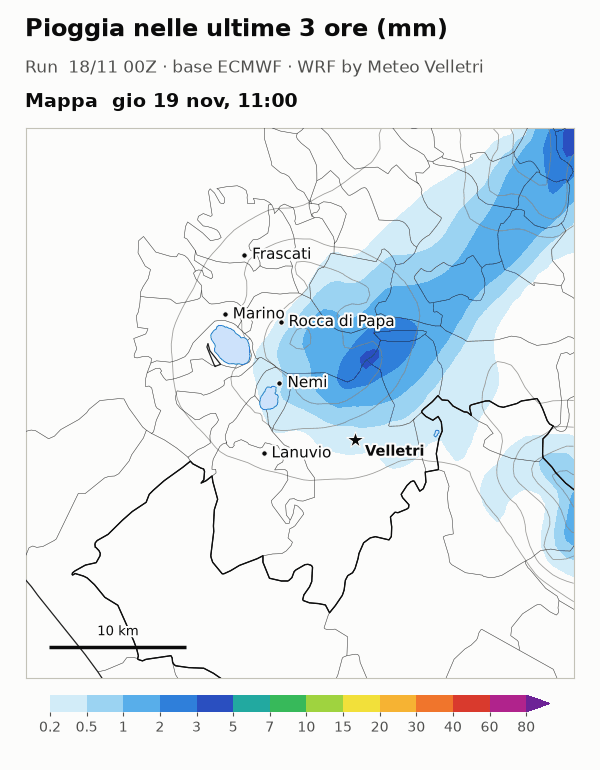 Pioggia nelle ultime 3 ore (mm)
Run  18/11 00Z · base ECMWF · WRF by Meteo Velletri
Mappa  gio 19 nov, 11:00
Frascati
Marino
Rocca di Papa
Nemi
Velletri
Lanuvio
10 km
0.2 0.5 1 2 3 5 7 10 15 20 30 40 60 80